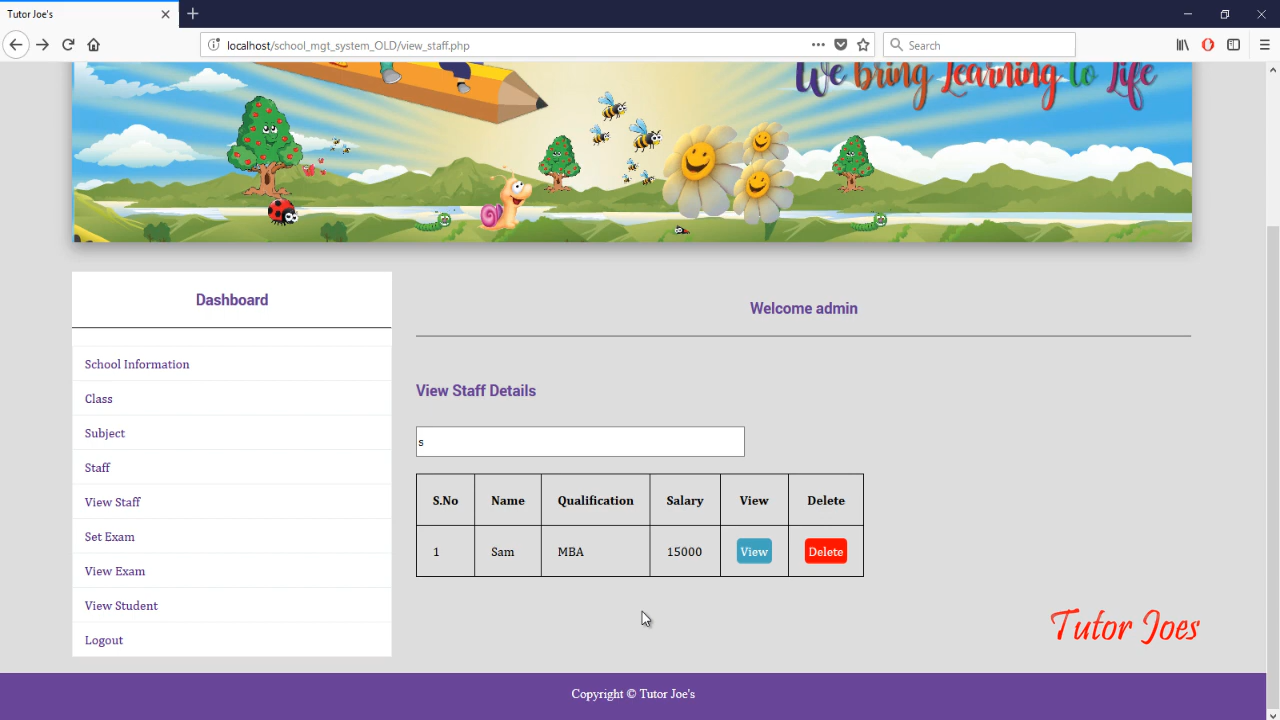 Tutor Joe's
localhost/school_mgt_system_OLD/view_staff.php
Search
We bring Learning to Life
Dashboard
School Information
Class
Subject
Staff
View Staff
Set Exam
View Exam
View Student
Logout
Welcome admin
View Staff Details
s
S.No Name Qualification Salary View Delete
1 Sam MBA 15000 View Delete
Tutor Joes
Copyright © Tutor Joe's